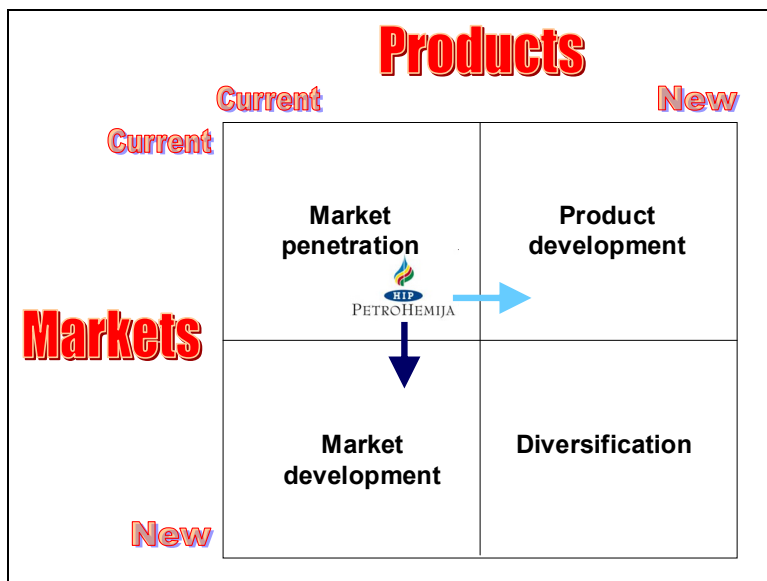 Products
Current New
Current
Market
penetration
Product
development
HIP
PETROHEMIJA
Markets
Market
development
Diversification
New